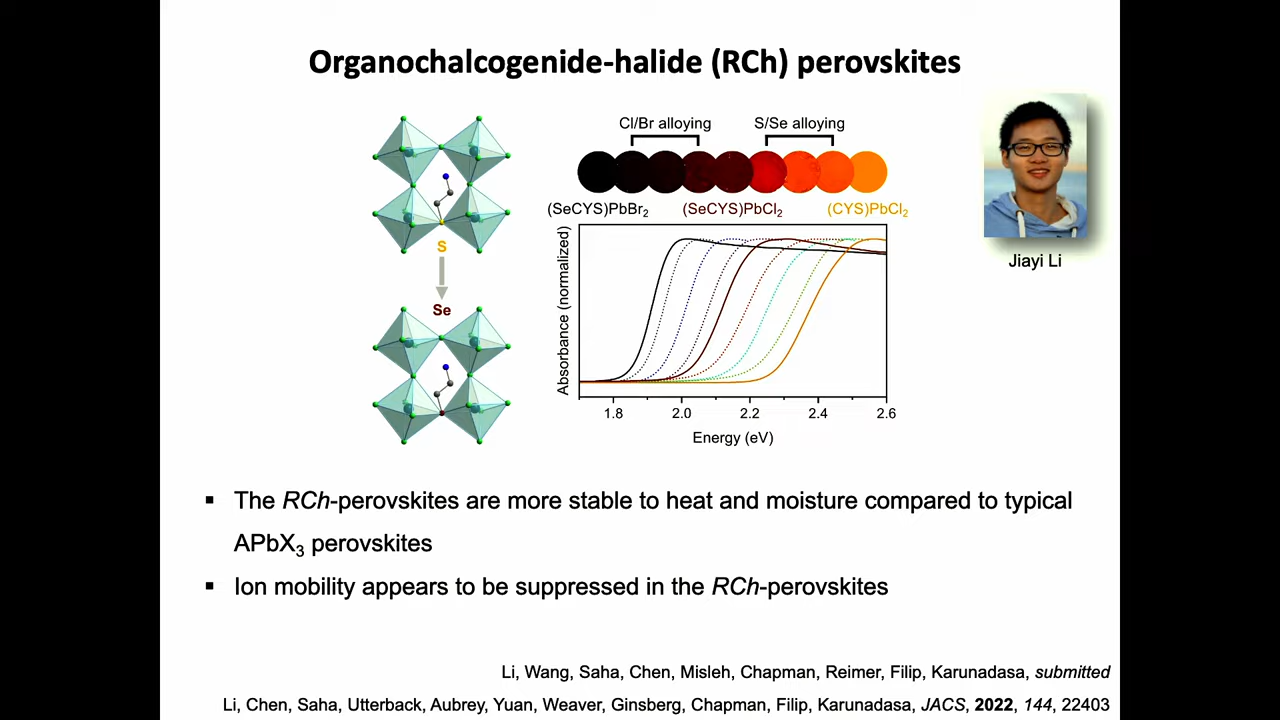 Organochalcogenide-halide (RCh) perovskites
Cl/Br alloying
S/Se alloying
(SeCYS)PbBr₂
(SeCYS)PbCl₂
(CYS)PbCl₂
S
Se
Absorbance (normalized)
1.8
2.0
2.2
2.4
2.6
Energy (eV)
Jiayi Li
▪ The RCh-perovskites are more stable to heat and moisture compared to typical
APbX₃ perovskites
▪ Ion mobility appears to be suppressed in the RCh-perovskites
Li, Wang, Saha, Chen, Misleh, Chapman, Reimer, Filip, Karunadasa, submitted
Li, Chen, Saha, Utterback, Aubrey, Yuan, Weaver, Ginsberg, Chapman, Filip, Karunadasa, JACS, 2022, 144, 22403